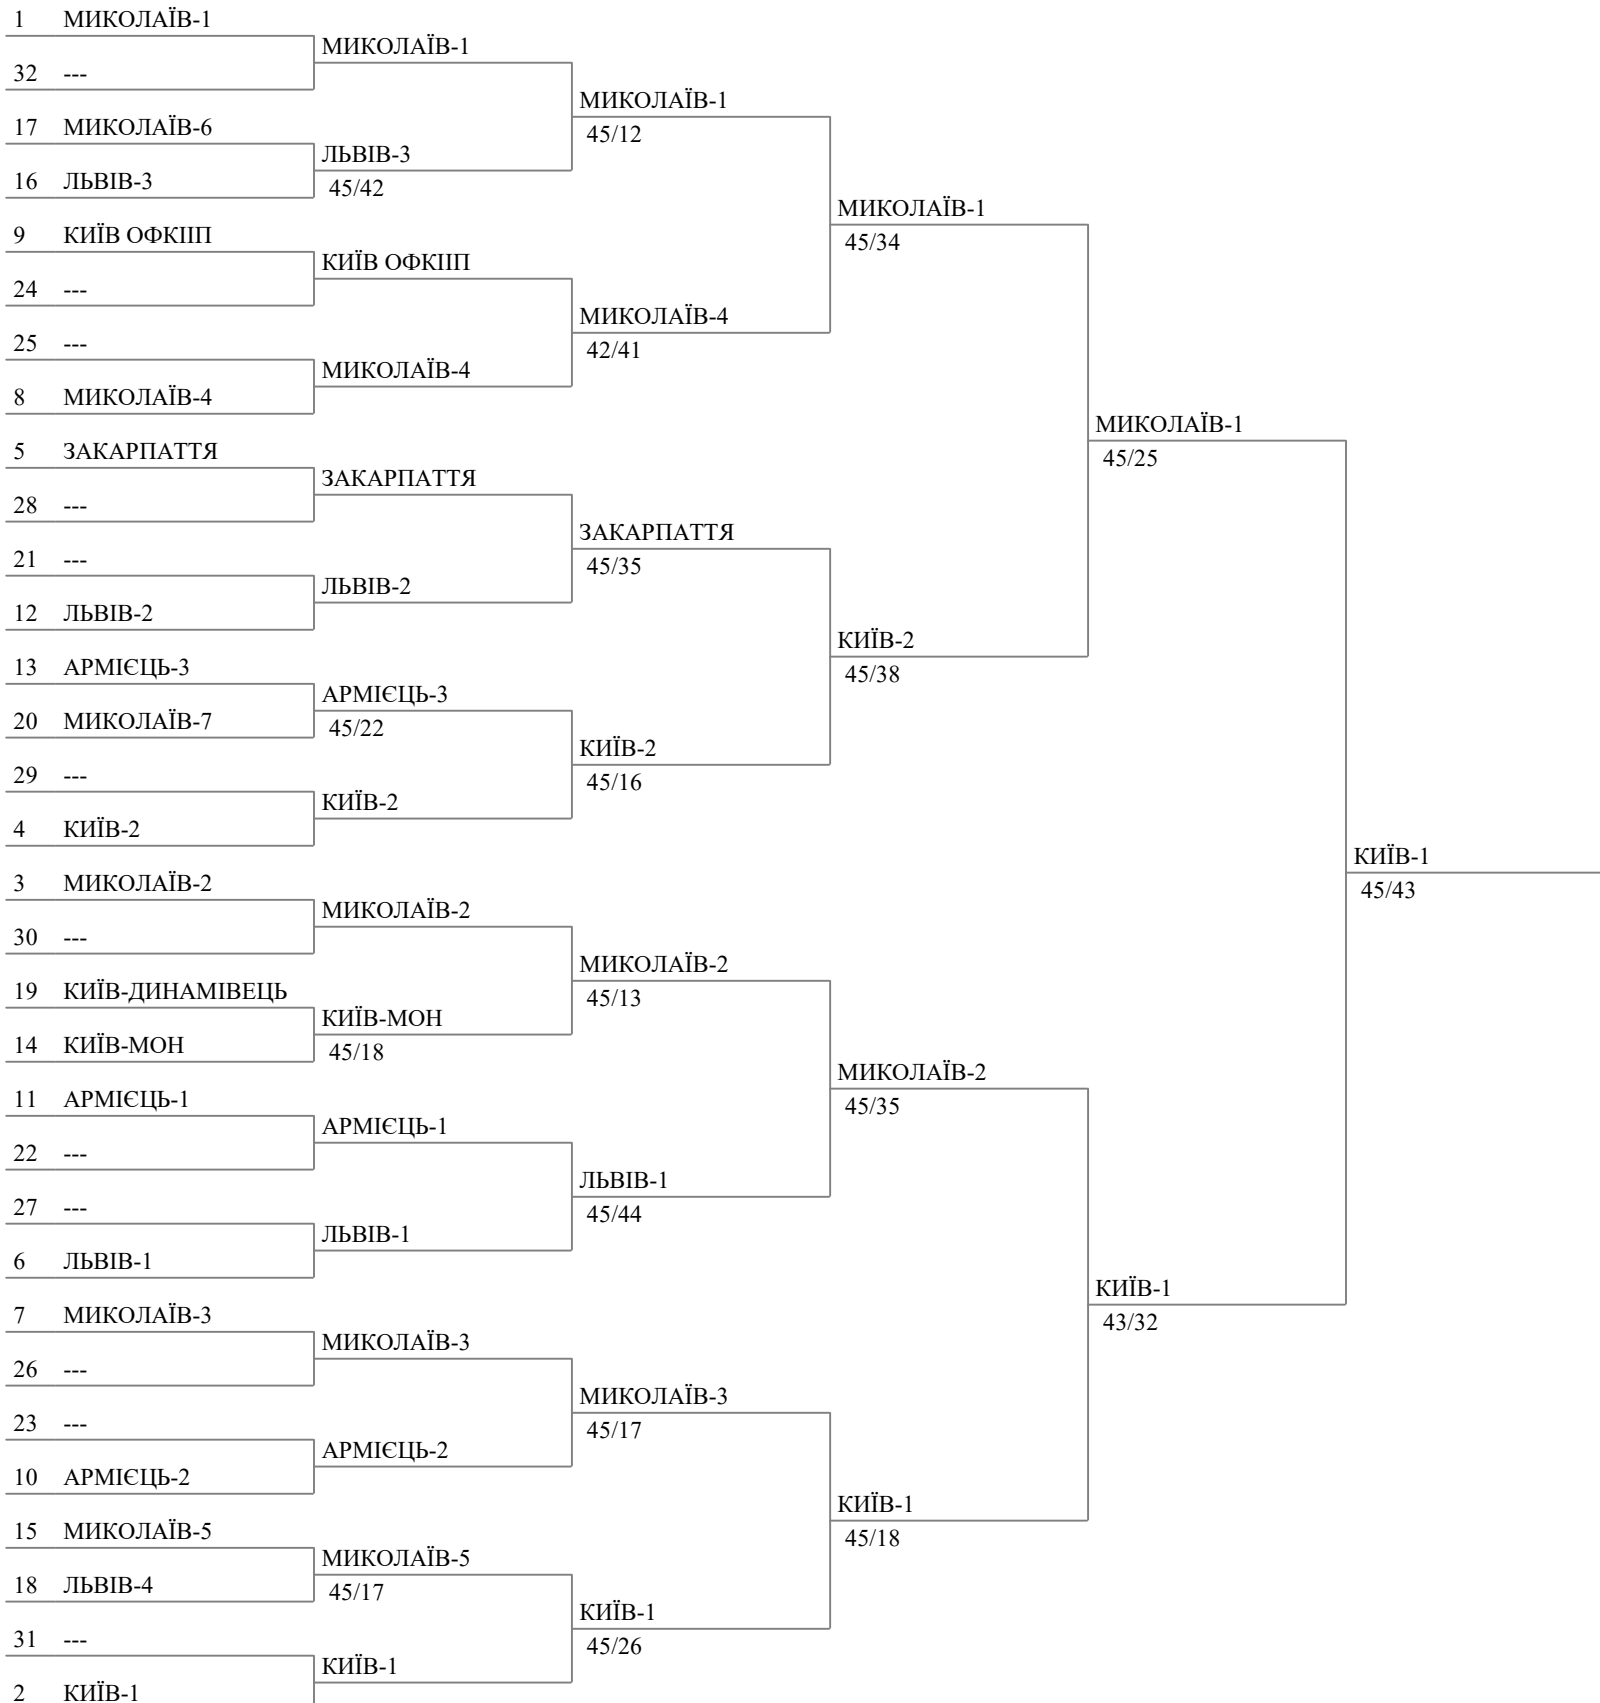 1 МИКОЛАЇВ-1
32 ---
17 МИКОЛАЇВ-6
16 ЛЬВІВ-3
9 КИЇВ ОФКІІП
24 ---
25 ---
8 МИКОЛАЇВ-4
5 ЗАКАРПАТТЯ
28 ---
21 ---
12 ЛЬВІВ-2
13 АРМІЄЦЬ-3
20 МИКОЛАЇВ-7
29 ---
4 КИЇВ-2
3 МИКОЛАЇВ-2
30 ---
19 КИЇВ-ДИНАМІВЕЦЬ
14 КИЇВ-МОН
11 АРМІЄЦЬ-1
22 ---
27 ---
6 ЛЬВІВ-1
7 МИКОЛАЇВ-3
26 ---
23 ---
10 АРМІЄЦЬ-2
15 МИКОЛАЇВ-5
18 ЛЬВІВ-4
31 ---
2 КИЇВ-1
МИКОЛАЇВ-1
ЛЬВІВ-3
45/42
КИЇВ ОФКІІП
МИКОЛАЇВ-4
ЗАКАРПАТТЯ
ЛЬВІВ-2
АРМІЄЦЬ-3
45/22
КИЇВ-2
МИКОЛАЇВ-2
КИЇВ-МОН
45/18
АРМІЄЦЬ-1
ЛЬВІВ-1
МИКОЛАЇВ-3
АРМІЄЦЬ-2
МИКОЛАЇВ-5
45/17
КИЇВ-1
МИКОЛАЇВ-1
45/12
МИКОЛАЇВ-4
42/41
ЗАКАРПАТТЯ
45/35
КИЇВ-2
45/16
МИКОЛАЇВ-2
45/13
ЛЬВІВ-1
45/44
МИКОЛАЇВ-3
45/17
КИЇВ-1
45/26
МИКОЛАЇВ-1
45/34
КИЇВ-2
45/38
МИКОЛАЇВ-2
45/35
КИЇВ-1
45/18
МИКОЛАЇВ-1
45/25
КИЇВ-1
43/32
КИЇВ-1
45/43